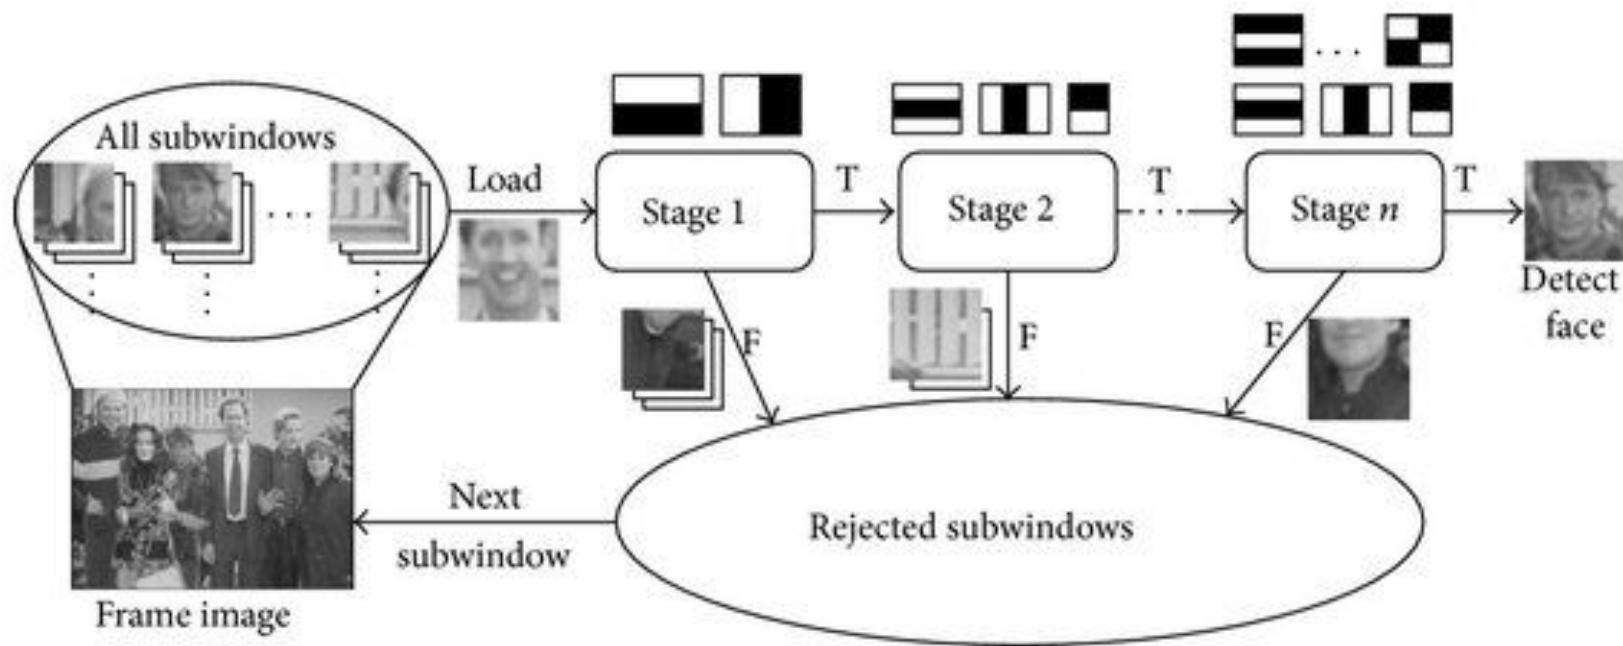 All subwindows
. . .
Load
Stage 1
T
Stage 2
T
. . .
Stage n
T
Detect
face
F
F
F
Next
subwindow
Rejected subwindows
Frame image